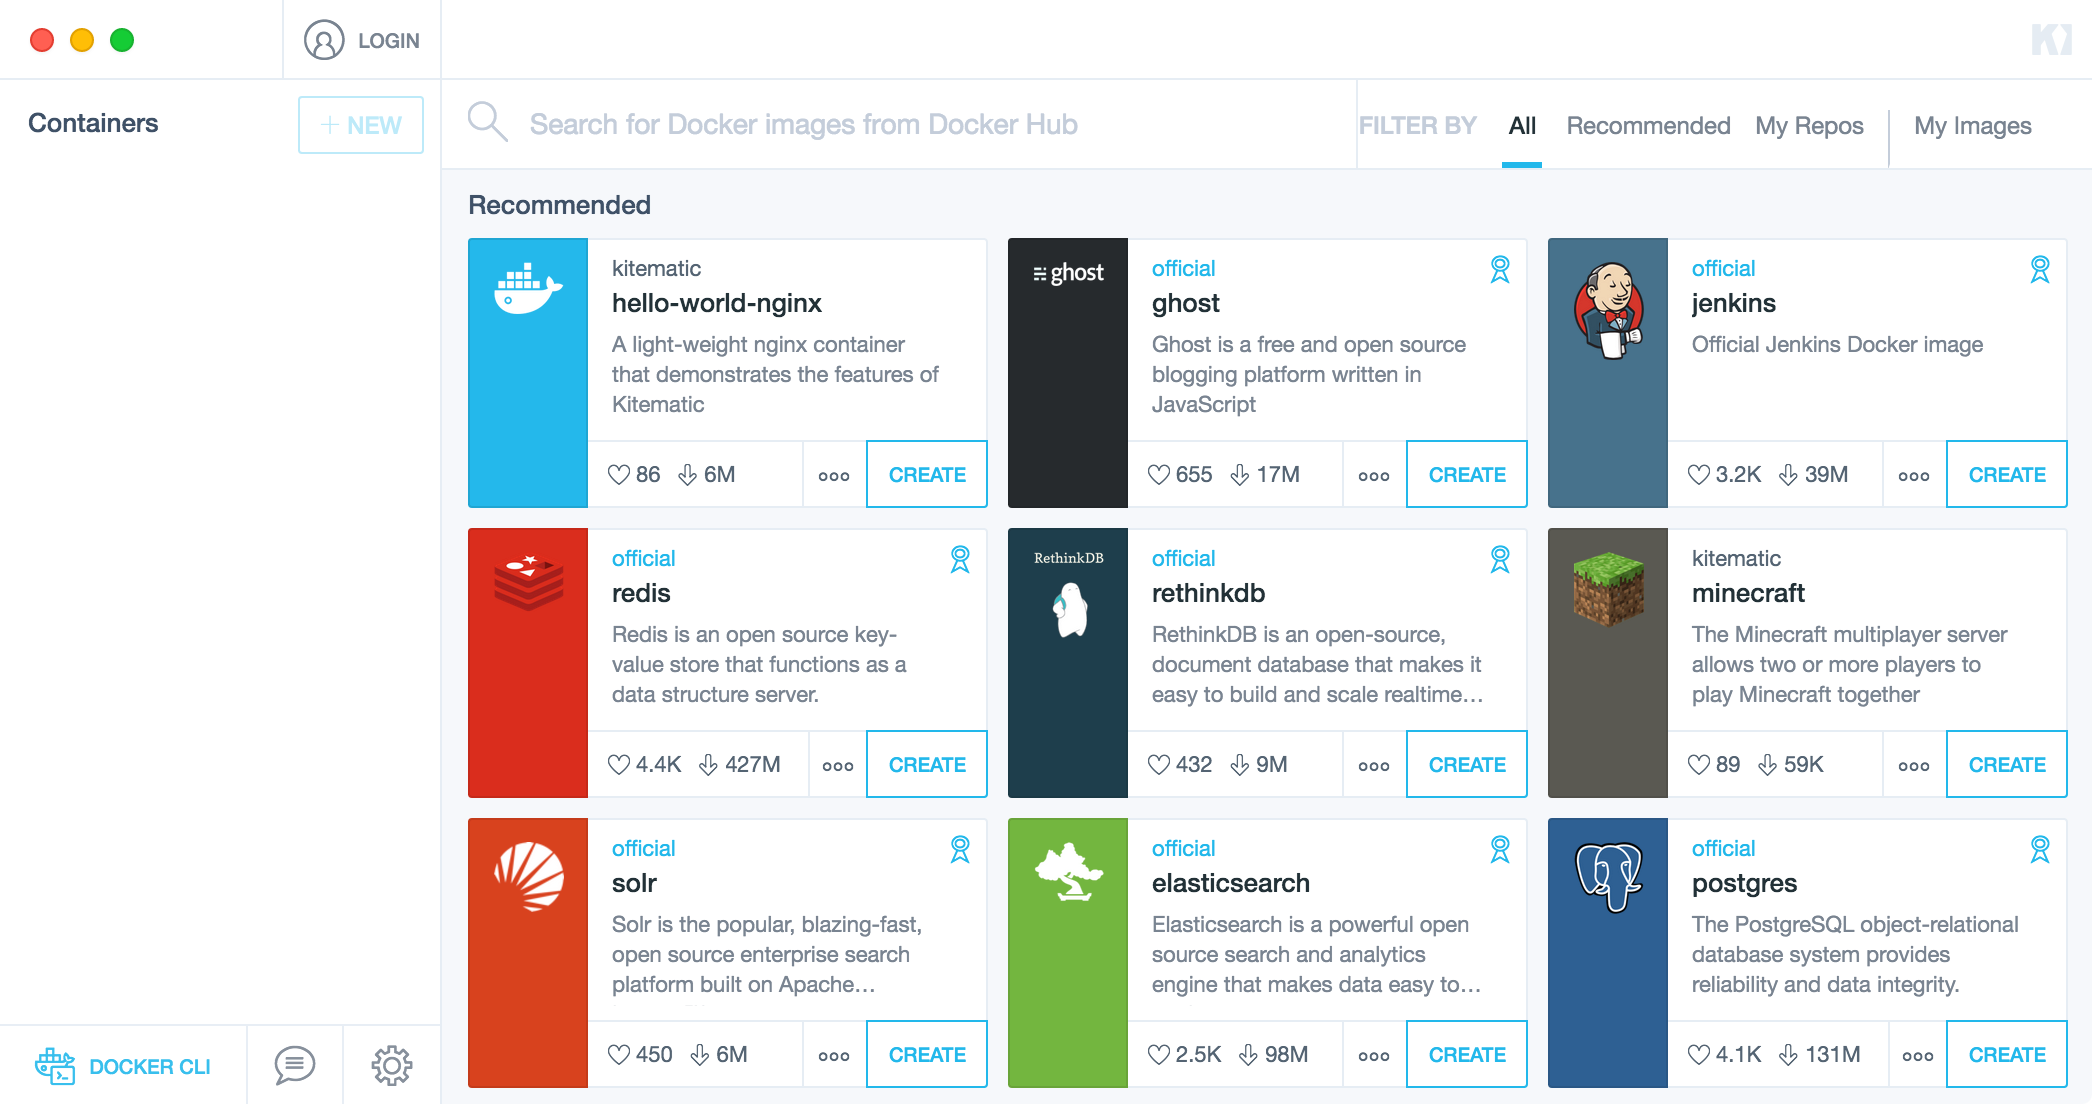 LOGIN
Containers
+ NEW
Search for Docker images from Docker Hub
FILTER BY
All
Recommended
My Repos
My Images
Recommended
kitematic
hello-world-nginx
A light-weight nginx container
that demonstrates the features of
Kitematic
86
6M
CREATE
ghost
official
ghost
Ghost is a free and open source
blogging platform written in
JavaScript
655
17M
CREATE
official
jenkins
Official Jenkins Docker image
3.2K
39M
CREATE
official
redis
Redis is an open source key-
value store that functions as a
data structure server.
4.4K
427M
CREATE
RethinkDB
official
rethinkdb
RethinkDB is an open-source,
document database that makes it
easy to build and scale realtime…
432
9M
CREATE
kitematic
minecraft
The Minecraft multiplayer server
allows two or more players to
play Minecraft together
89
59K
CREATE
official
solr
Solr is the popular, blazing-fast,
open source enterprise search
platform built on Apache…
450
6M
CREATE
official
elasticsearch
Elasticsearch is a powerful open
source search and analytics
engine that makes data easy to…
2.5K
98M
CREATE
official
postgres
The PostgreSQL object-relational
database system provides
reliability and data integrity.
4.1K
131M
CREATE
DOCKER CLI